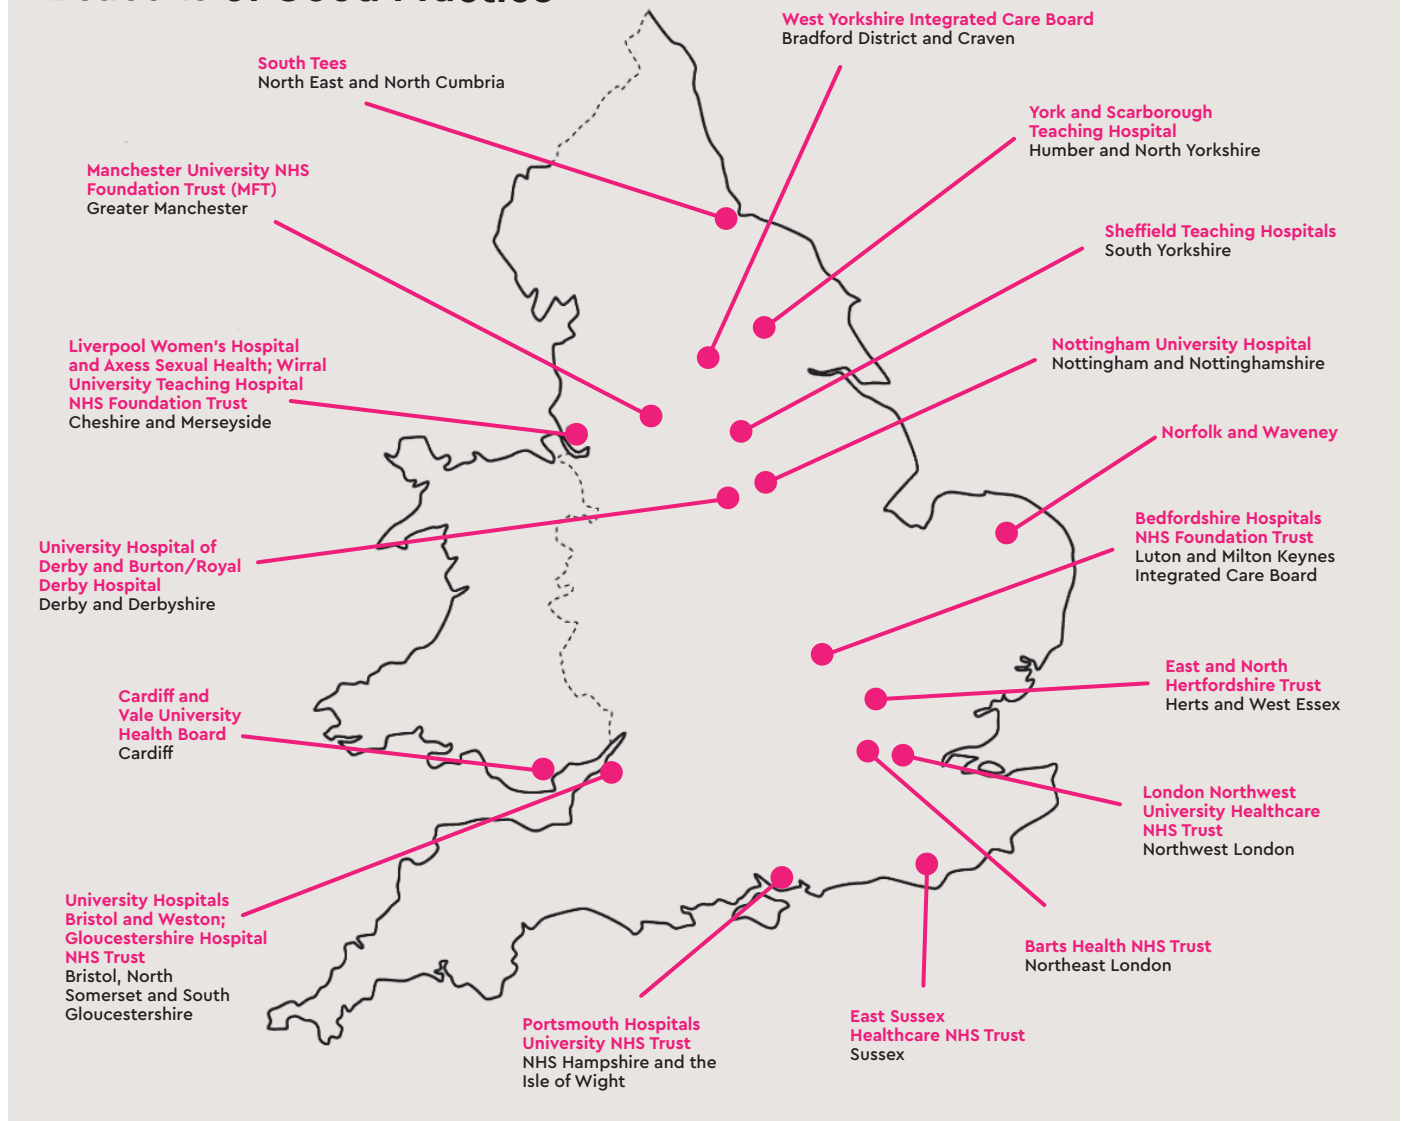 Beacons of Good Practice
West Yorkshire Integrated Care Board
Bradford District and Craven
South Tees
North East and North Cumbria
York and Scarborough
Teaching Hospital
Humber and North Yorkshire
Manchester University NHS
Foundation Trust (MFT)
Greater Manchester
Sheffield Teaching Hospitals
South Yorkshire
Liverpool Women's Hospital
and Axess Sexual Health; Wirral
University Teaching Hospital
NHS Foundation Trust
Cheshire and Merseyside
Nottingham University Hospital
Nottingham and Nottinghamshire
Norfolk and Waveney
Bedfordshire Hospitals
NHS Foundation Trust
Luton and Milton Keynes
Integrated Care Board
University Hospital of
Derby and Burton/Royal
Derby Hospital
Derby and Derbyshire
East and North
Hertfordshire Trust
Herts and West Essex
Cardiff and
Vale University
Health Board
Cardiff
London Northwest
University Healthcare
NHS Trust
Northwest London
University Hospitals
Bristol and Weston;
Gloucestershire Hospital
NHS Trust
Bristol, North
Somerset and South
Gloucestershire
Barts Health NHS Trust
Northeast London
Portsmouth Hospitals
University NHS Trust
NHS Hampshire and the
Isle of Wight
East Sussex
Healthcare NHS Trust
Sussex